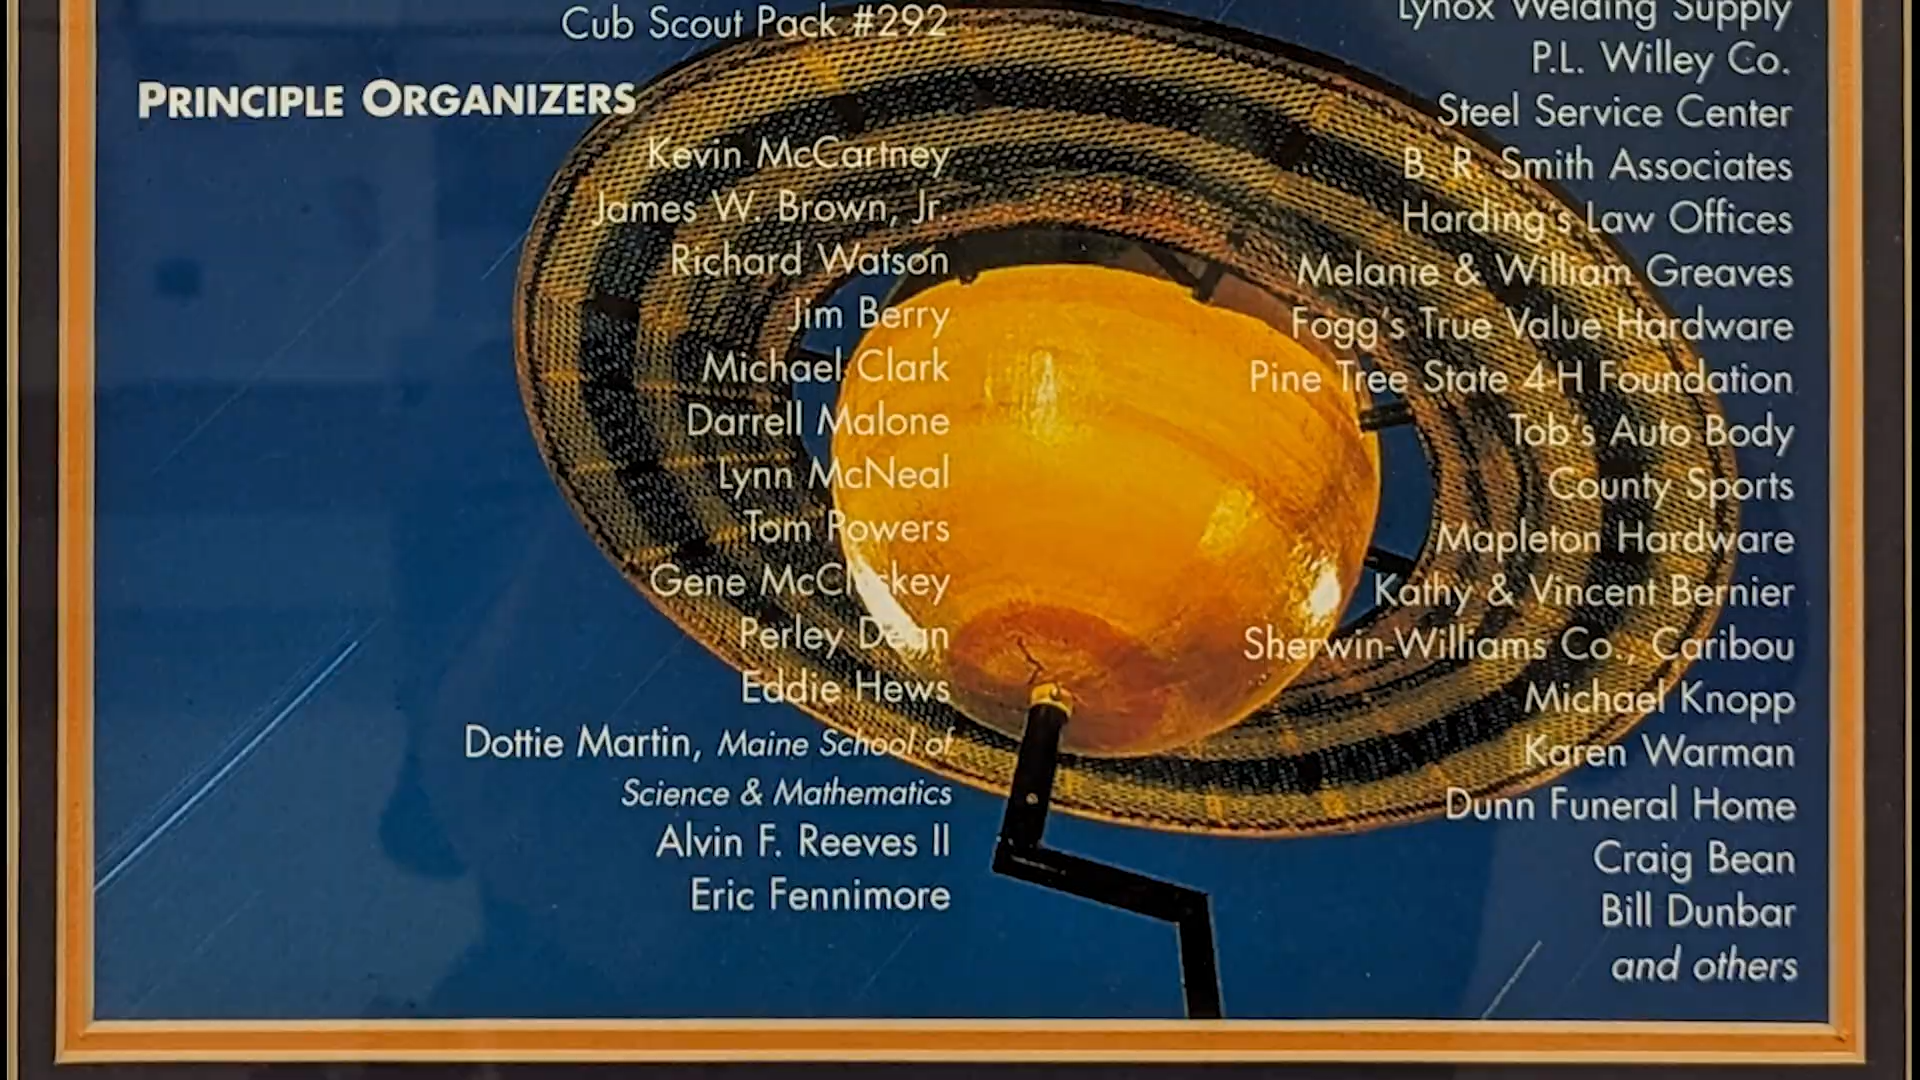 Cub Scout Pack #292
PRINCIPLE ORGANIZERS
Kevin McCartney
James W. Brown, Jr.
Richard Watson
Jim Berry
Michael Clark
Darrell Malone
Lynn McNeal
Tom Powers
Gene McCluskey
Perley Dean
Eddie Hews
Dottie Martin, Maine School of
Science & Mathematics
Alvin F. Reeves II
Eric Fennimore
Lynox Welding Supply
P.L. Willey Co.
Steel Service Center
B. R. Smith Associates
Harding's Law Offices
Melanie & William Greaves
Fogg's True Value Hardware
Pine Tree State 4-H Foundation
Tob's Auto Body
County Sports
Mapleton Hardware
Kathy & Vincent Bernier
Sherwin-Williams Co., Caribou
Michael Knopp
Karen Warman
Dunn Funeral Home
Craig Bean
Bill Dunbar
and others